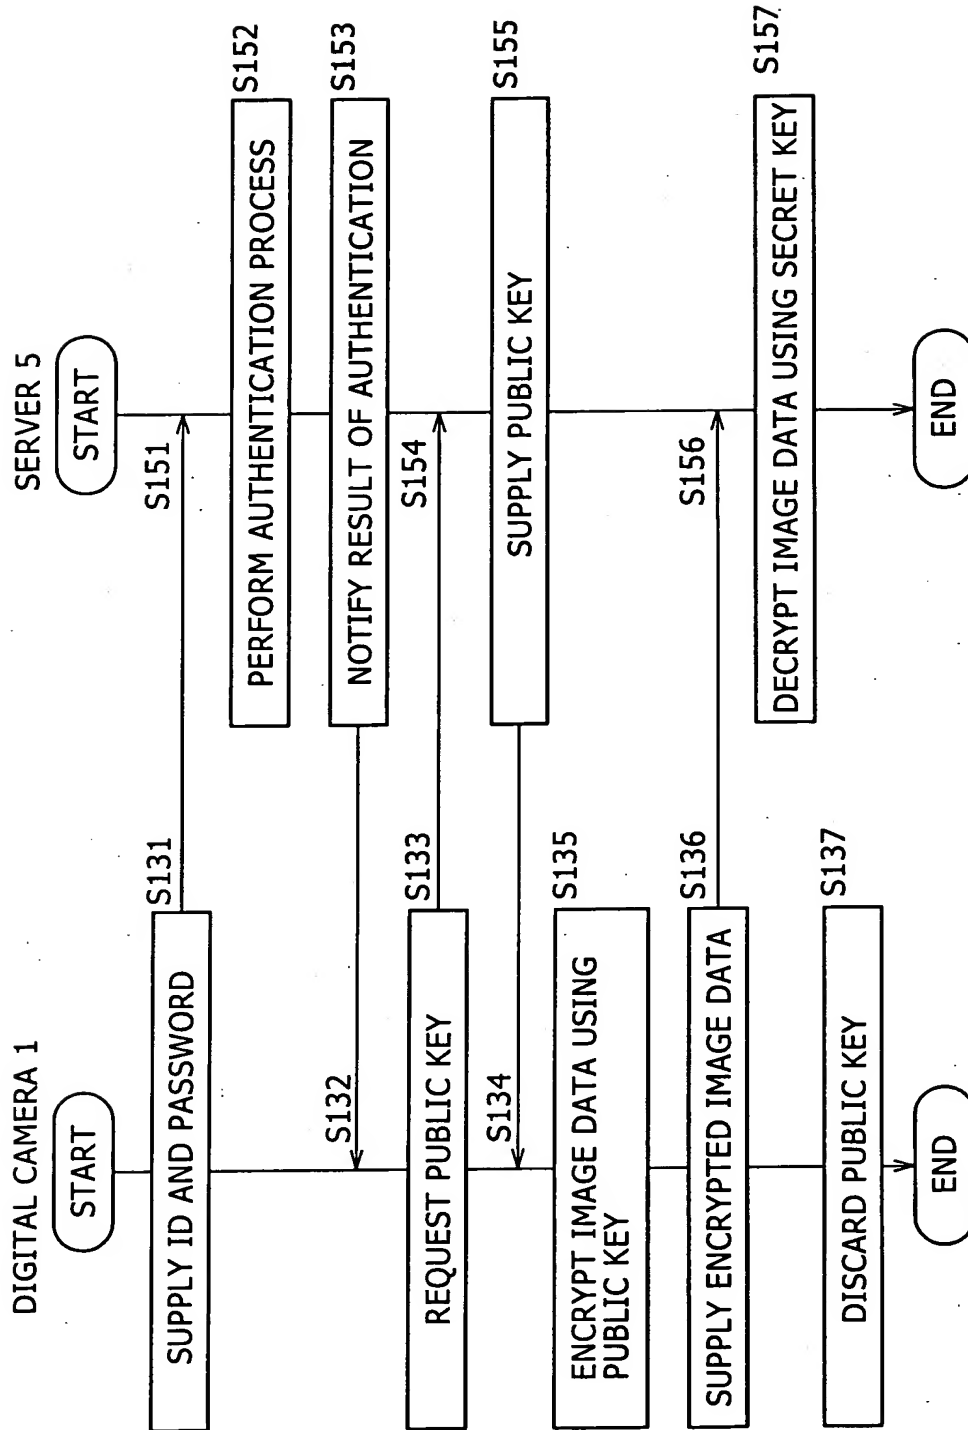 DIGITAL CAMERA 1
START
SUPPLY ID AND PASSWORD
S131
S132
REQUEST PUBLIC KEY
S133
S134
ENCRYPT IMAGE DATA USING
PUBLIC KEY
S135
SUPPLY ENCRYPTED IMAGE DATA
S136
DISCARD PUBLIC KEY
S137
END
SERVER 5
START
S151
PERFORM AUTHENTICATION PROCESS
S152
NOTIFY RESULT OF AUTHENTICATION
S153
S154
SUPPLY PUBLIC KEY
S155
S156
DECRYPT IMAGE DATA USING SECRET KEY
S157
END